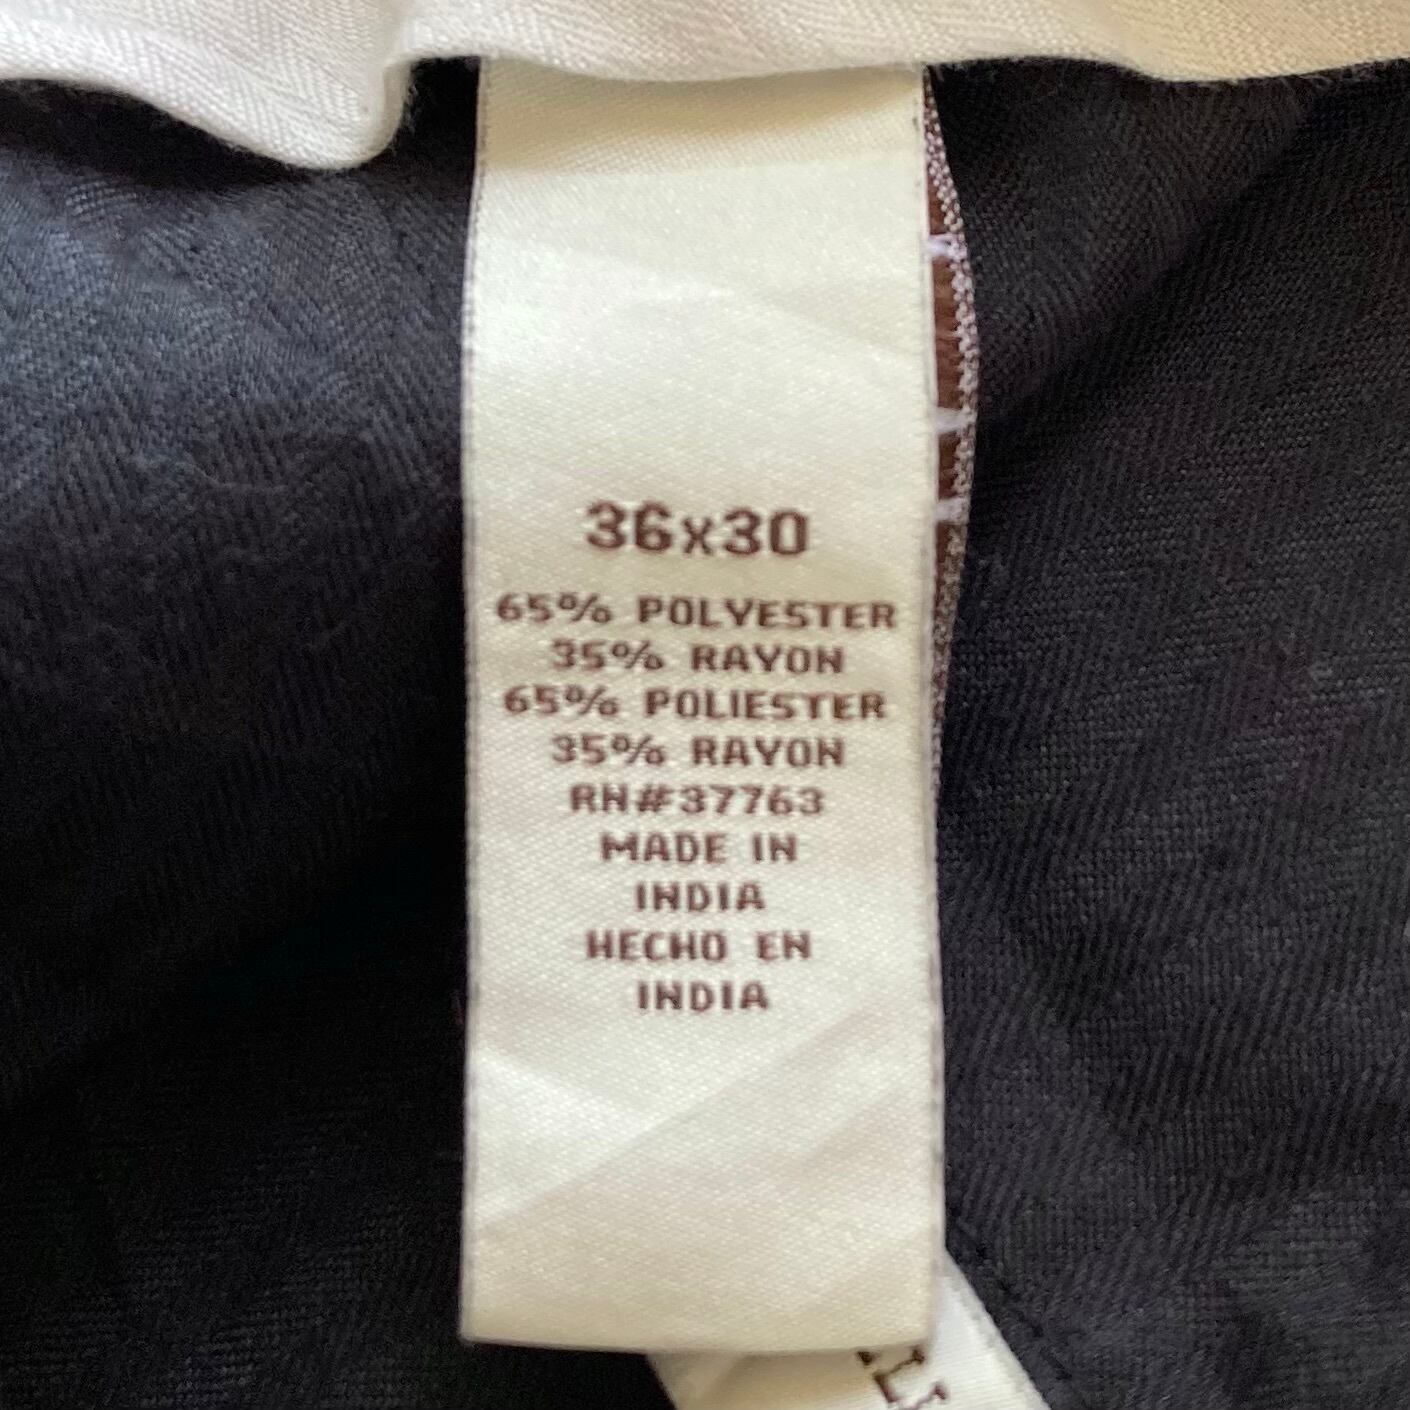 36x30
65% POLYESTER
35% RAYON
65% POLIESTER
35% RAYON
RN#37763
MADE IN
INDIA
HECHO EN
INDIA